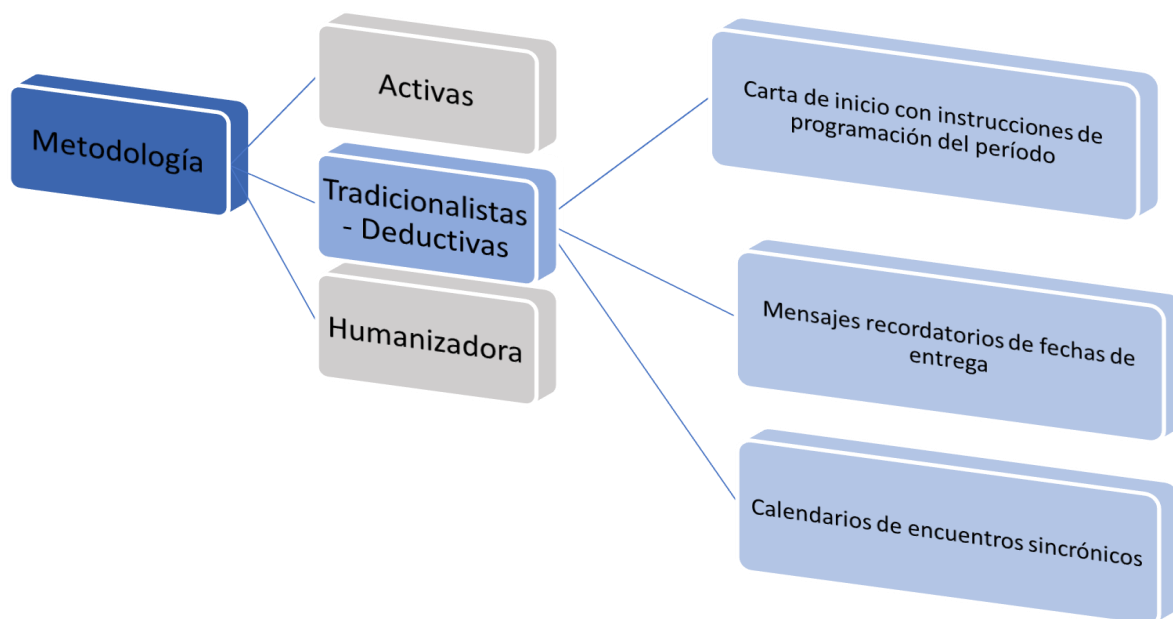 Metodología
Activas
Tradicionalistas
- Deductivas
Humanizadora
Carta de inicio con instrucciones de
programación del período
Mensajes recordatorios de fechas de
entrega
Calendarios de encuentros sincrónicos